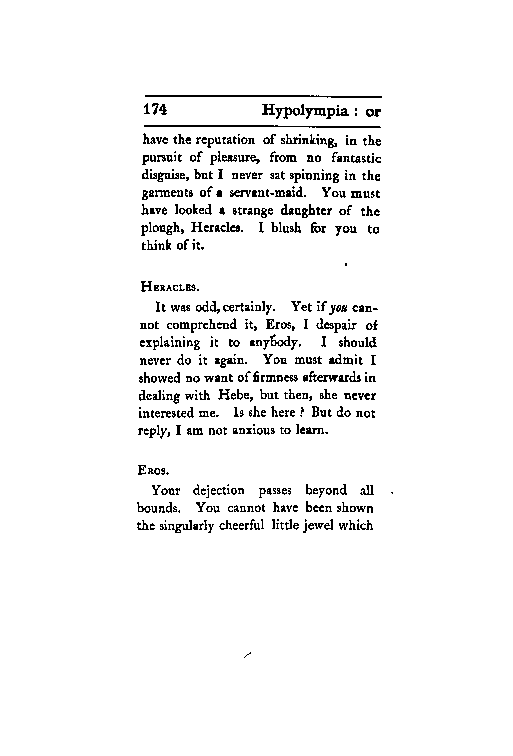 174 Hypolympia : or
have the reputation of shrinking, in the
pursuit of pleasure, from no fantastic
disguise, but I never sat spinning in the
garments of a servant-maid. You must
have looked a strange daughter of the
plough, Heracles. I blush for you to
think of it.
HERACLES.
It was odd, certainly. Yet if you can-
not comprehend it, Eros, I despair of
explaining it to anybody. I should
never do it again. You must admit I
showed no want of firmness afterwards in
dealing with Hebe, but then, she never
interested me. Is she here ? But do not
reply, I am not anxious to learn.
EROS.
Your dejection passes beyond all
bounds. You cannot have been shown
the singularly cheerful little jewel which